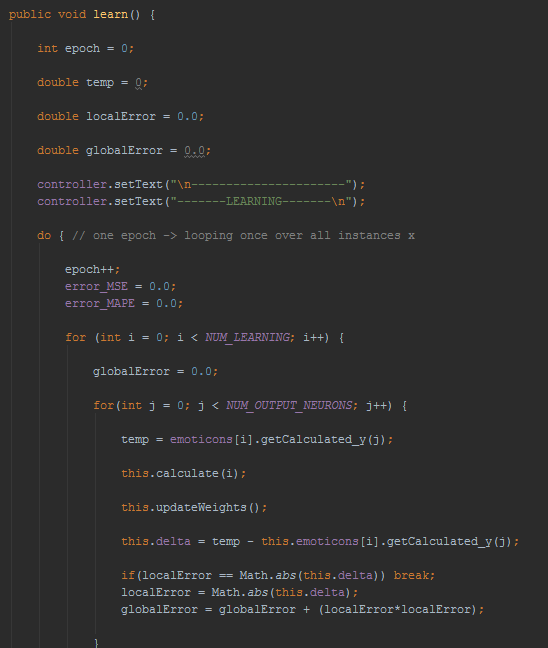 public void learn() {
int epoch = 0;
double temp = 0;
double localError = 0.0;
double globalError = 0.0;
controller.setText("\n----------------------");
controller.setText("-------LEARNING-------\n");
do { // one epoch -> looping once over all instances x
epoch++;
error_MSE = 0.0;
error_MAPE = 0.0;
for (int i = 0; i < NUM_LEARNING; i++) {
globalError = 0.0;
for(int j = 0; j < NUM_OUTPUT_NEURONS; j++) {
temp = emoticons[i].getCalculated_y(j);
this.calculate(i);
this.updateWeights();
this.delta = temp - this.emoticons[i].getCalculated_y(j);
if(localError == Math.abs(this.delta)) break;
localError = Math.abs(this.delta);
globalError = globalError + (localError*localError);
}